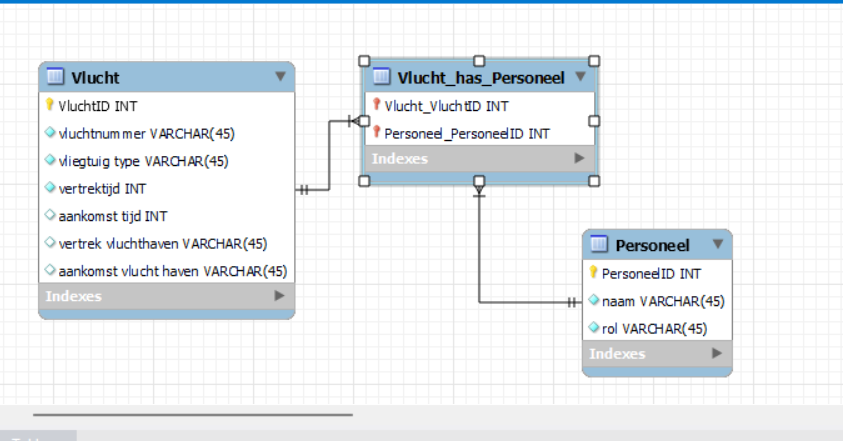 Vlucht
VluchtID INT
vluchtnummer VARCHAR(45)
vliegtuig type VARCHAR(45)
vertrektijd INT
aankomst tijd INT
vertrek vluchthaven VARCHAR(45)
aankomst vlucht haven VARCHAR(45)
Indexes
Vlucht_has_Personeel
Vlucht_VluchtID INT
Personeel_PersoneelID INT
Indexes
Personeel
PersoneelID INT
naam VARCHAR(45)
rol VARCHAR(45)
Indexes